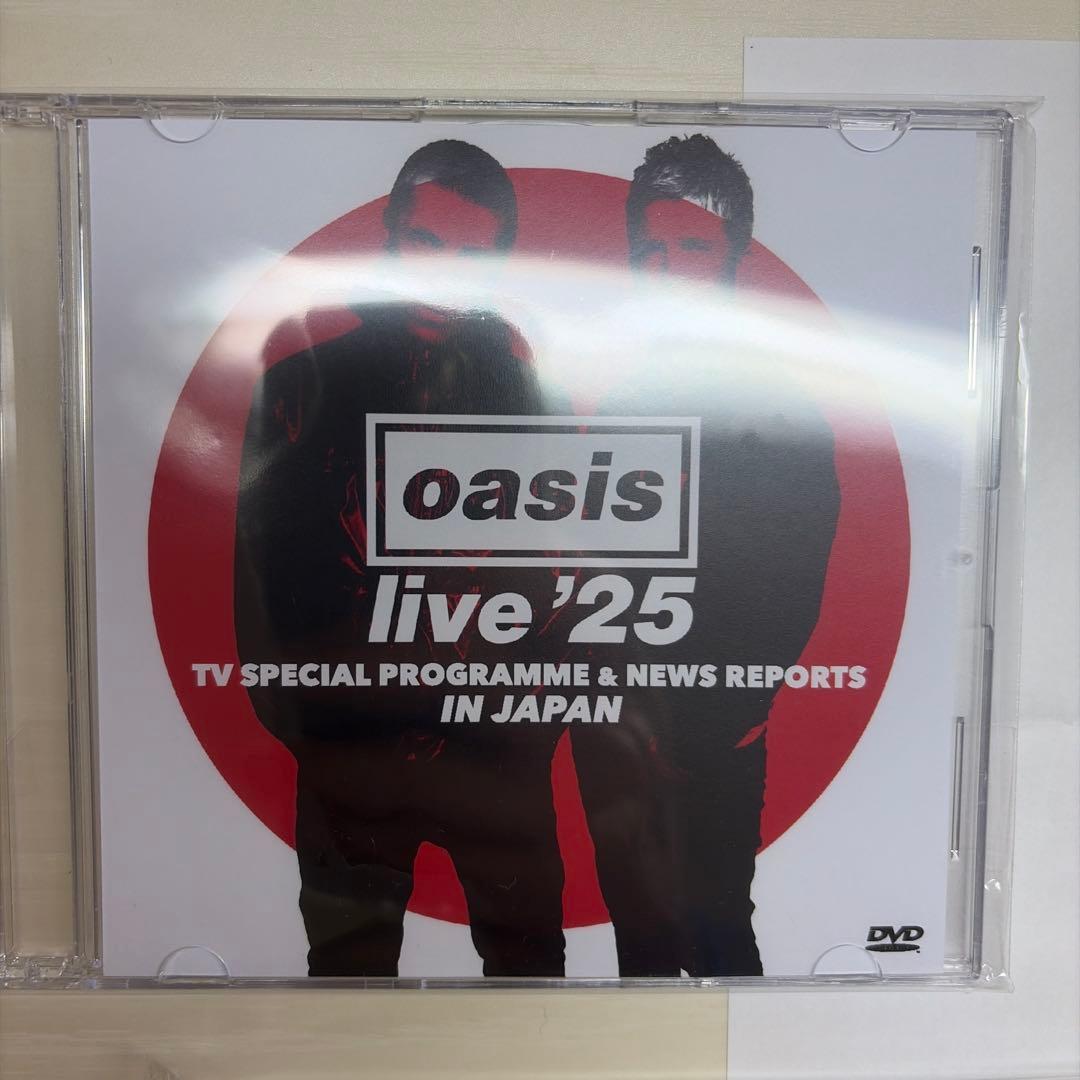 oasis
live '25
TV SPECIAL PROGRAMME & NEWS REPORTS
IN JAPAN
DVD